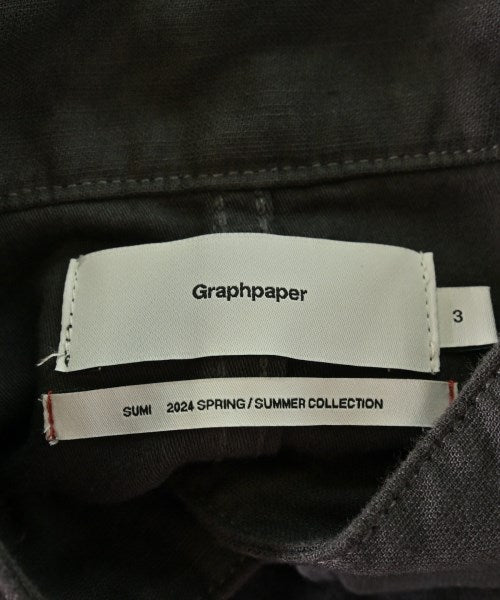 Graphpaper
3
SUMI 2024 SPRING/SUMMER COLLECTION